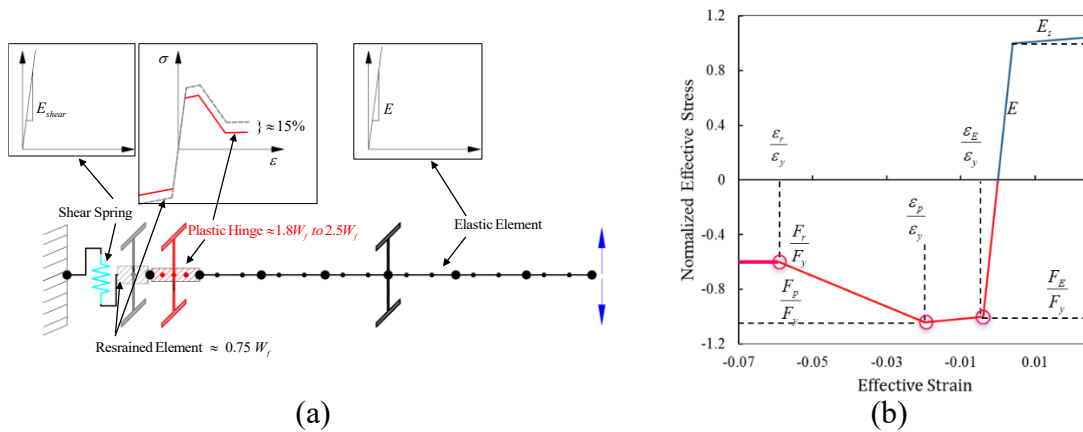 E_shear
σ
} ≈15%
ε
E
Shear Spring
Plastic Hinge ≈1.8W_f to 2.5W_f
Elastic Element
Resrained Element ≈ 0.75 W_f
(a)
Normalized Effective Stress
1.2
0.8
0.4
0
-0.4
-0.8
-1.2
E_s
E
ε_r/ε_y
ε_E/ε_y
ε_p/ε_y
F_r/F_y
F_p/F_y
F_E/F_y
-0.07
-0.05
-0.03
-0.01
0.01
Effective Strain
(b)